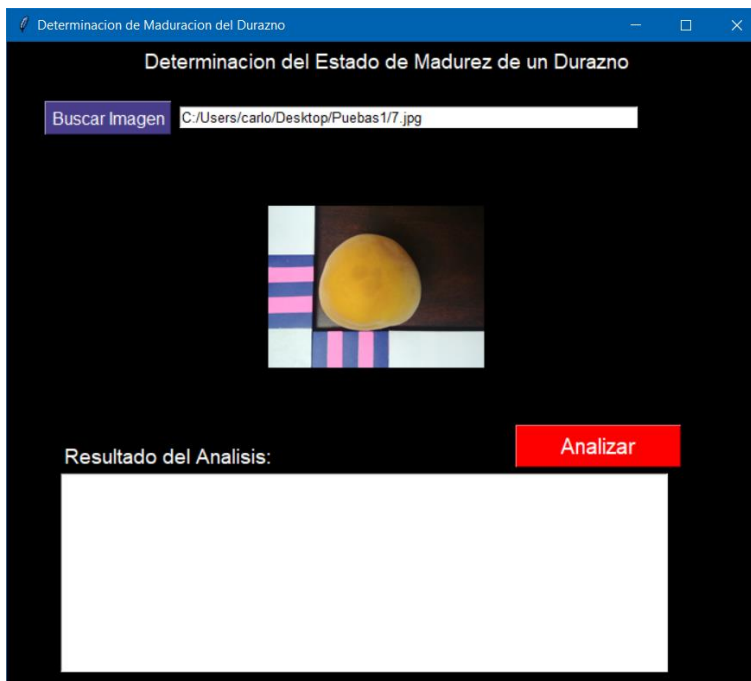 Determinacion de Maduracion del Durazno
Determinacion del Estado de Madurez de un Durazno
Buscar Imagen C:/Users/carlo/Desktop/Puebas1/7.jpg
Analizar
Resultado del Analisis: